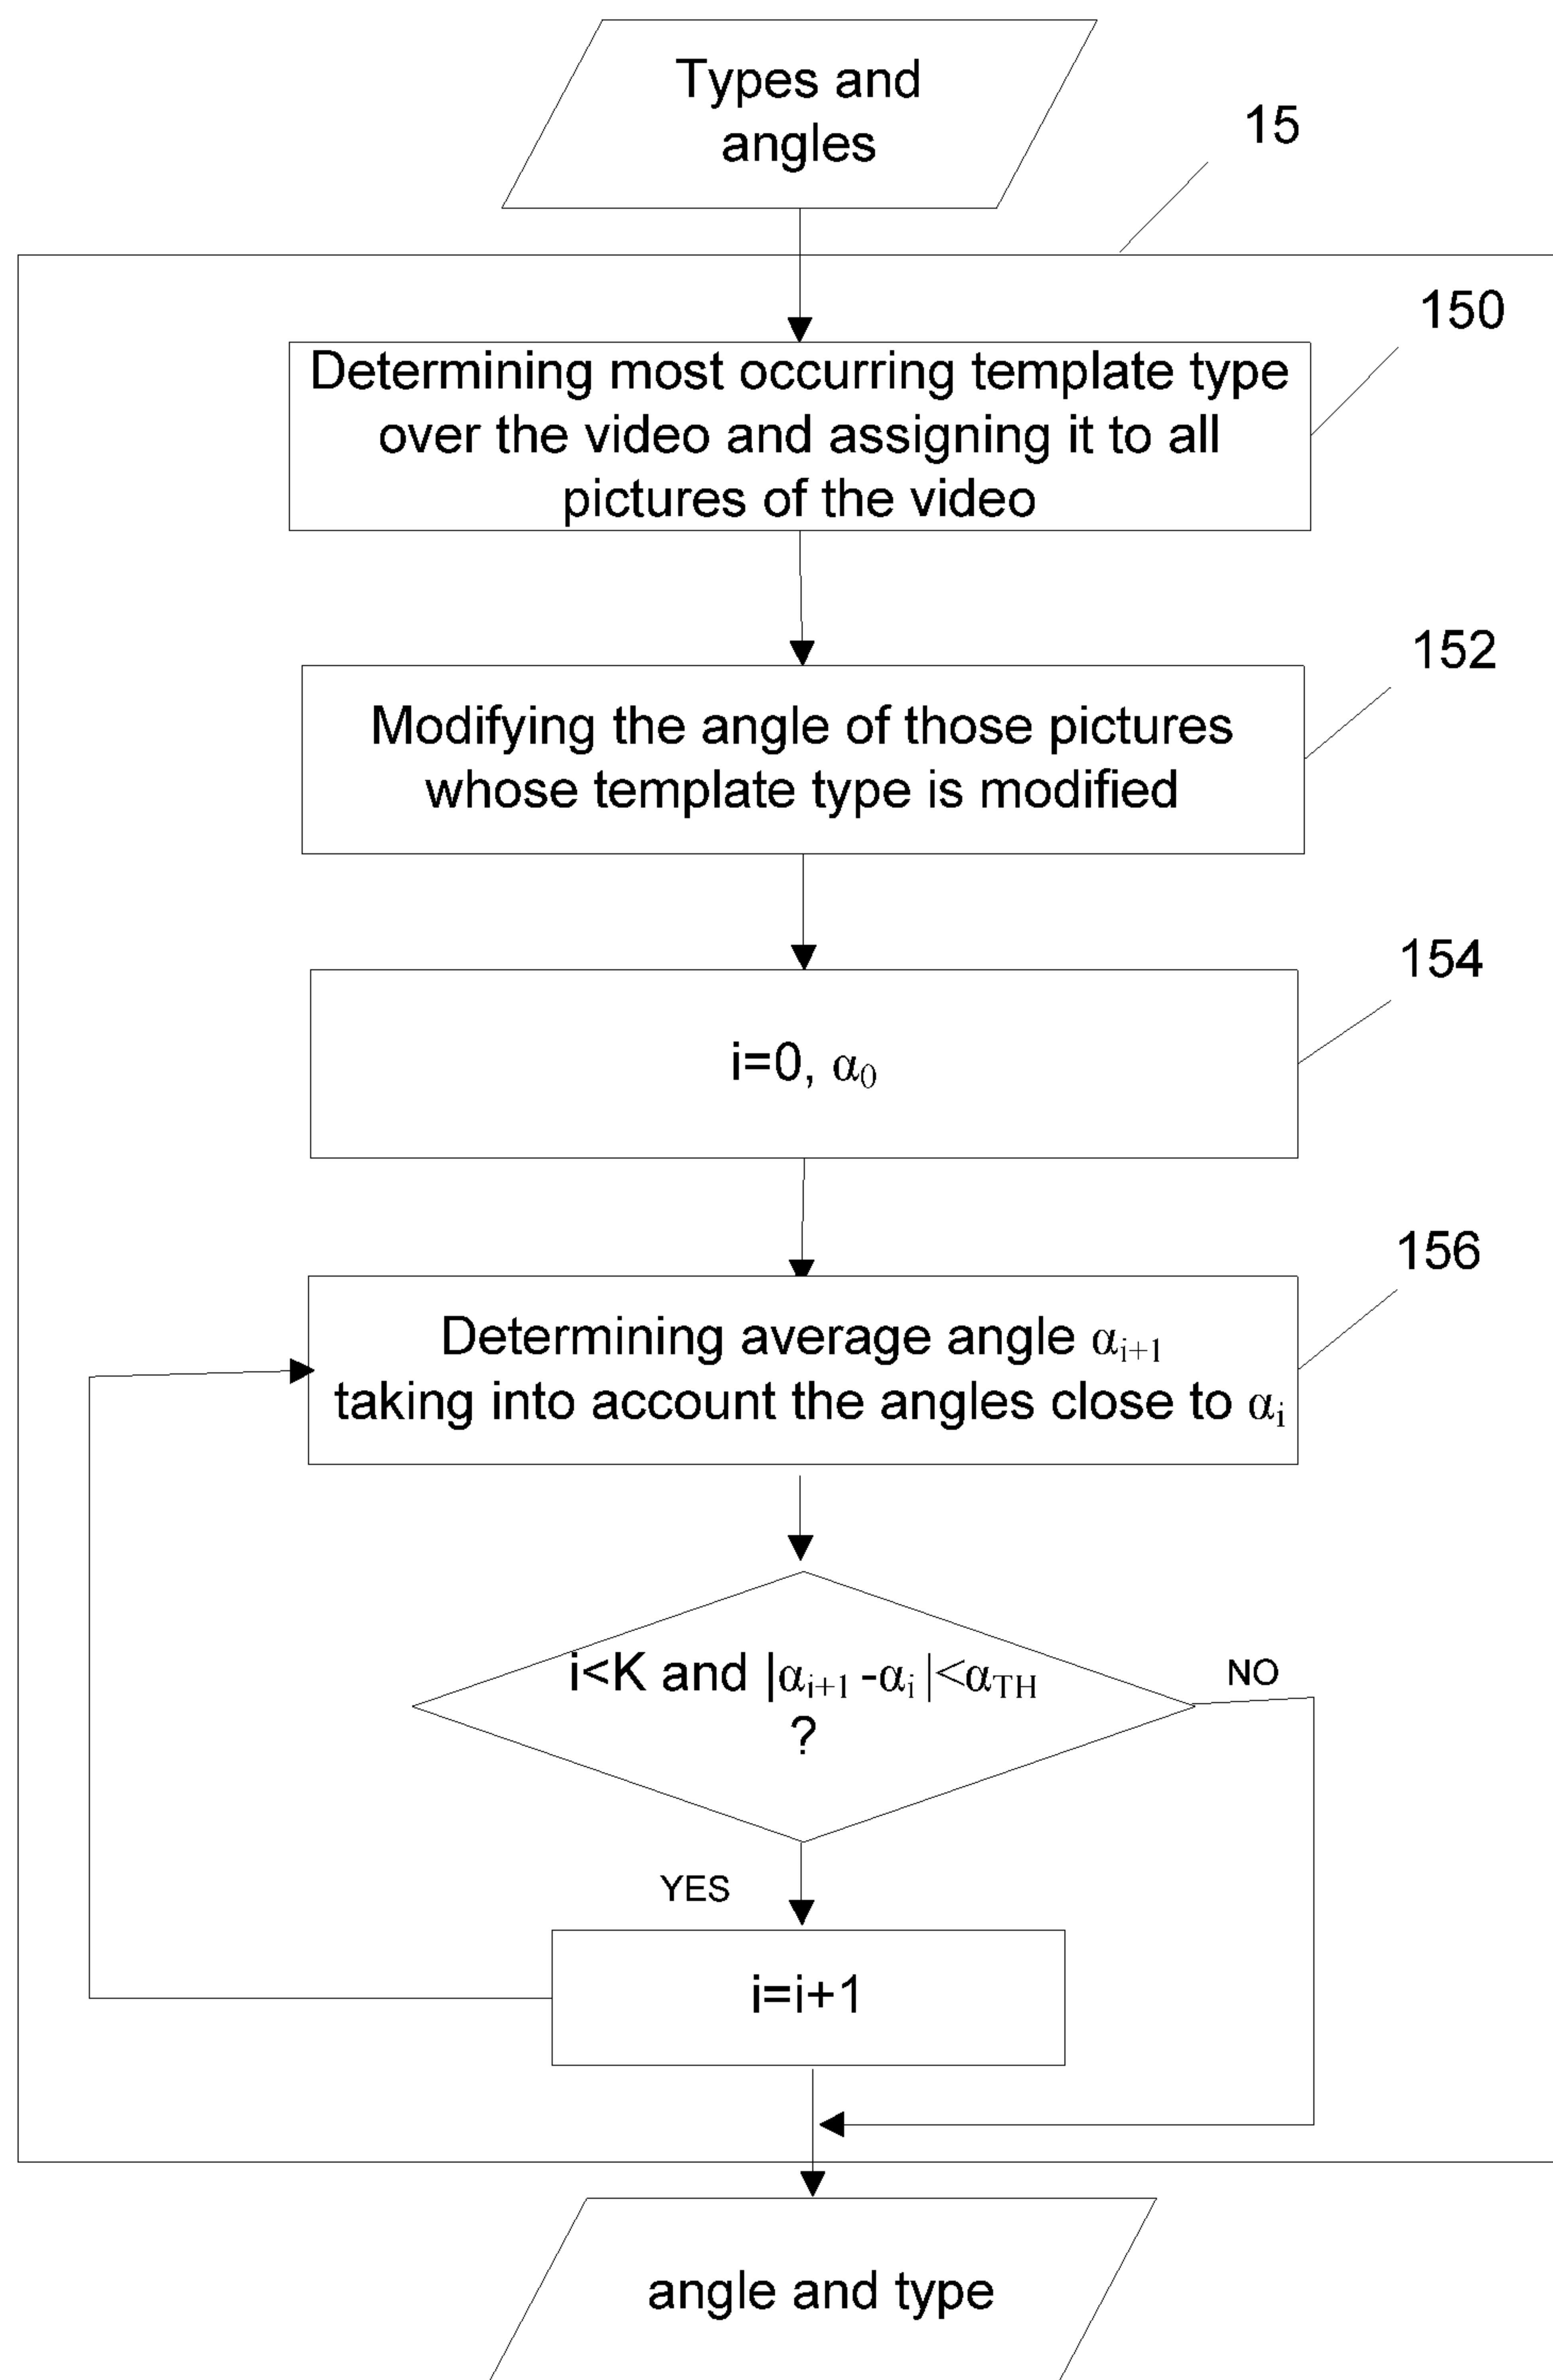 Types and
angles
15
150
Determining most occurring template type
over the video and assigning it to all
pictures of the video
152
Modifying the angle of those pictures
whose template type is modified
154
i=0, α₀
156
Determining average angle αᵢ₊₁
taking into account the angles close to αᵢ
i<K and |αᵢ₊₁ -αᵢ|<α_TH
?
NO
YES
i=i+1
angle and type